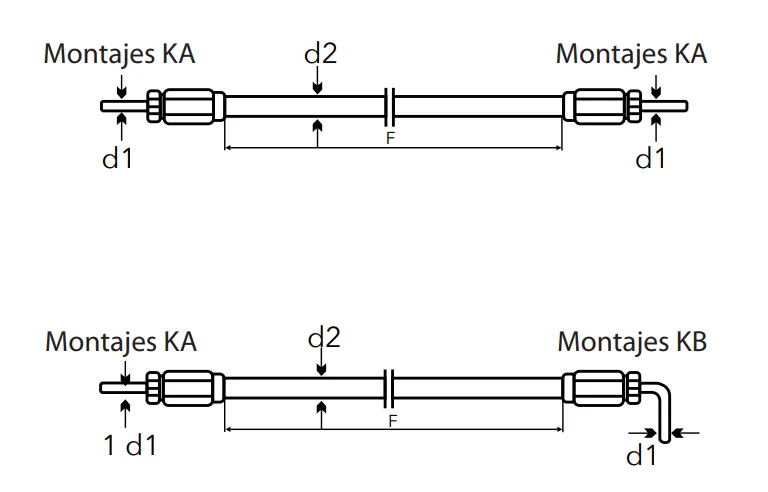 Montajes KA d2 Montajes KA
F
d1 d1
Montajes KA d2 Montajes KB
F
1 d1 d1